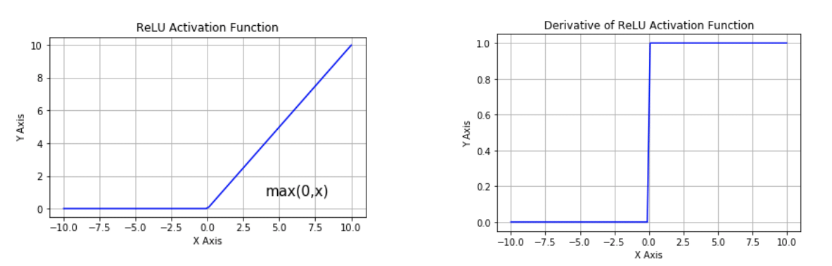 ReLU Activation Function
10
8
6
4
2
0
Y Axis
max(0,x)
−10.0 −7.5 −5.0 −2.5 0.0 2.5 5.0 7.5 10.0
X Axis
Derivative of ReLU Activation Function
1.0
0.8
0.6
0.4
0.2
0.0
Y Axis
−10.0 −7.5 −5.0 −2.5 0.0 2.5 5.0 7.5 10.0
X Axis